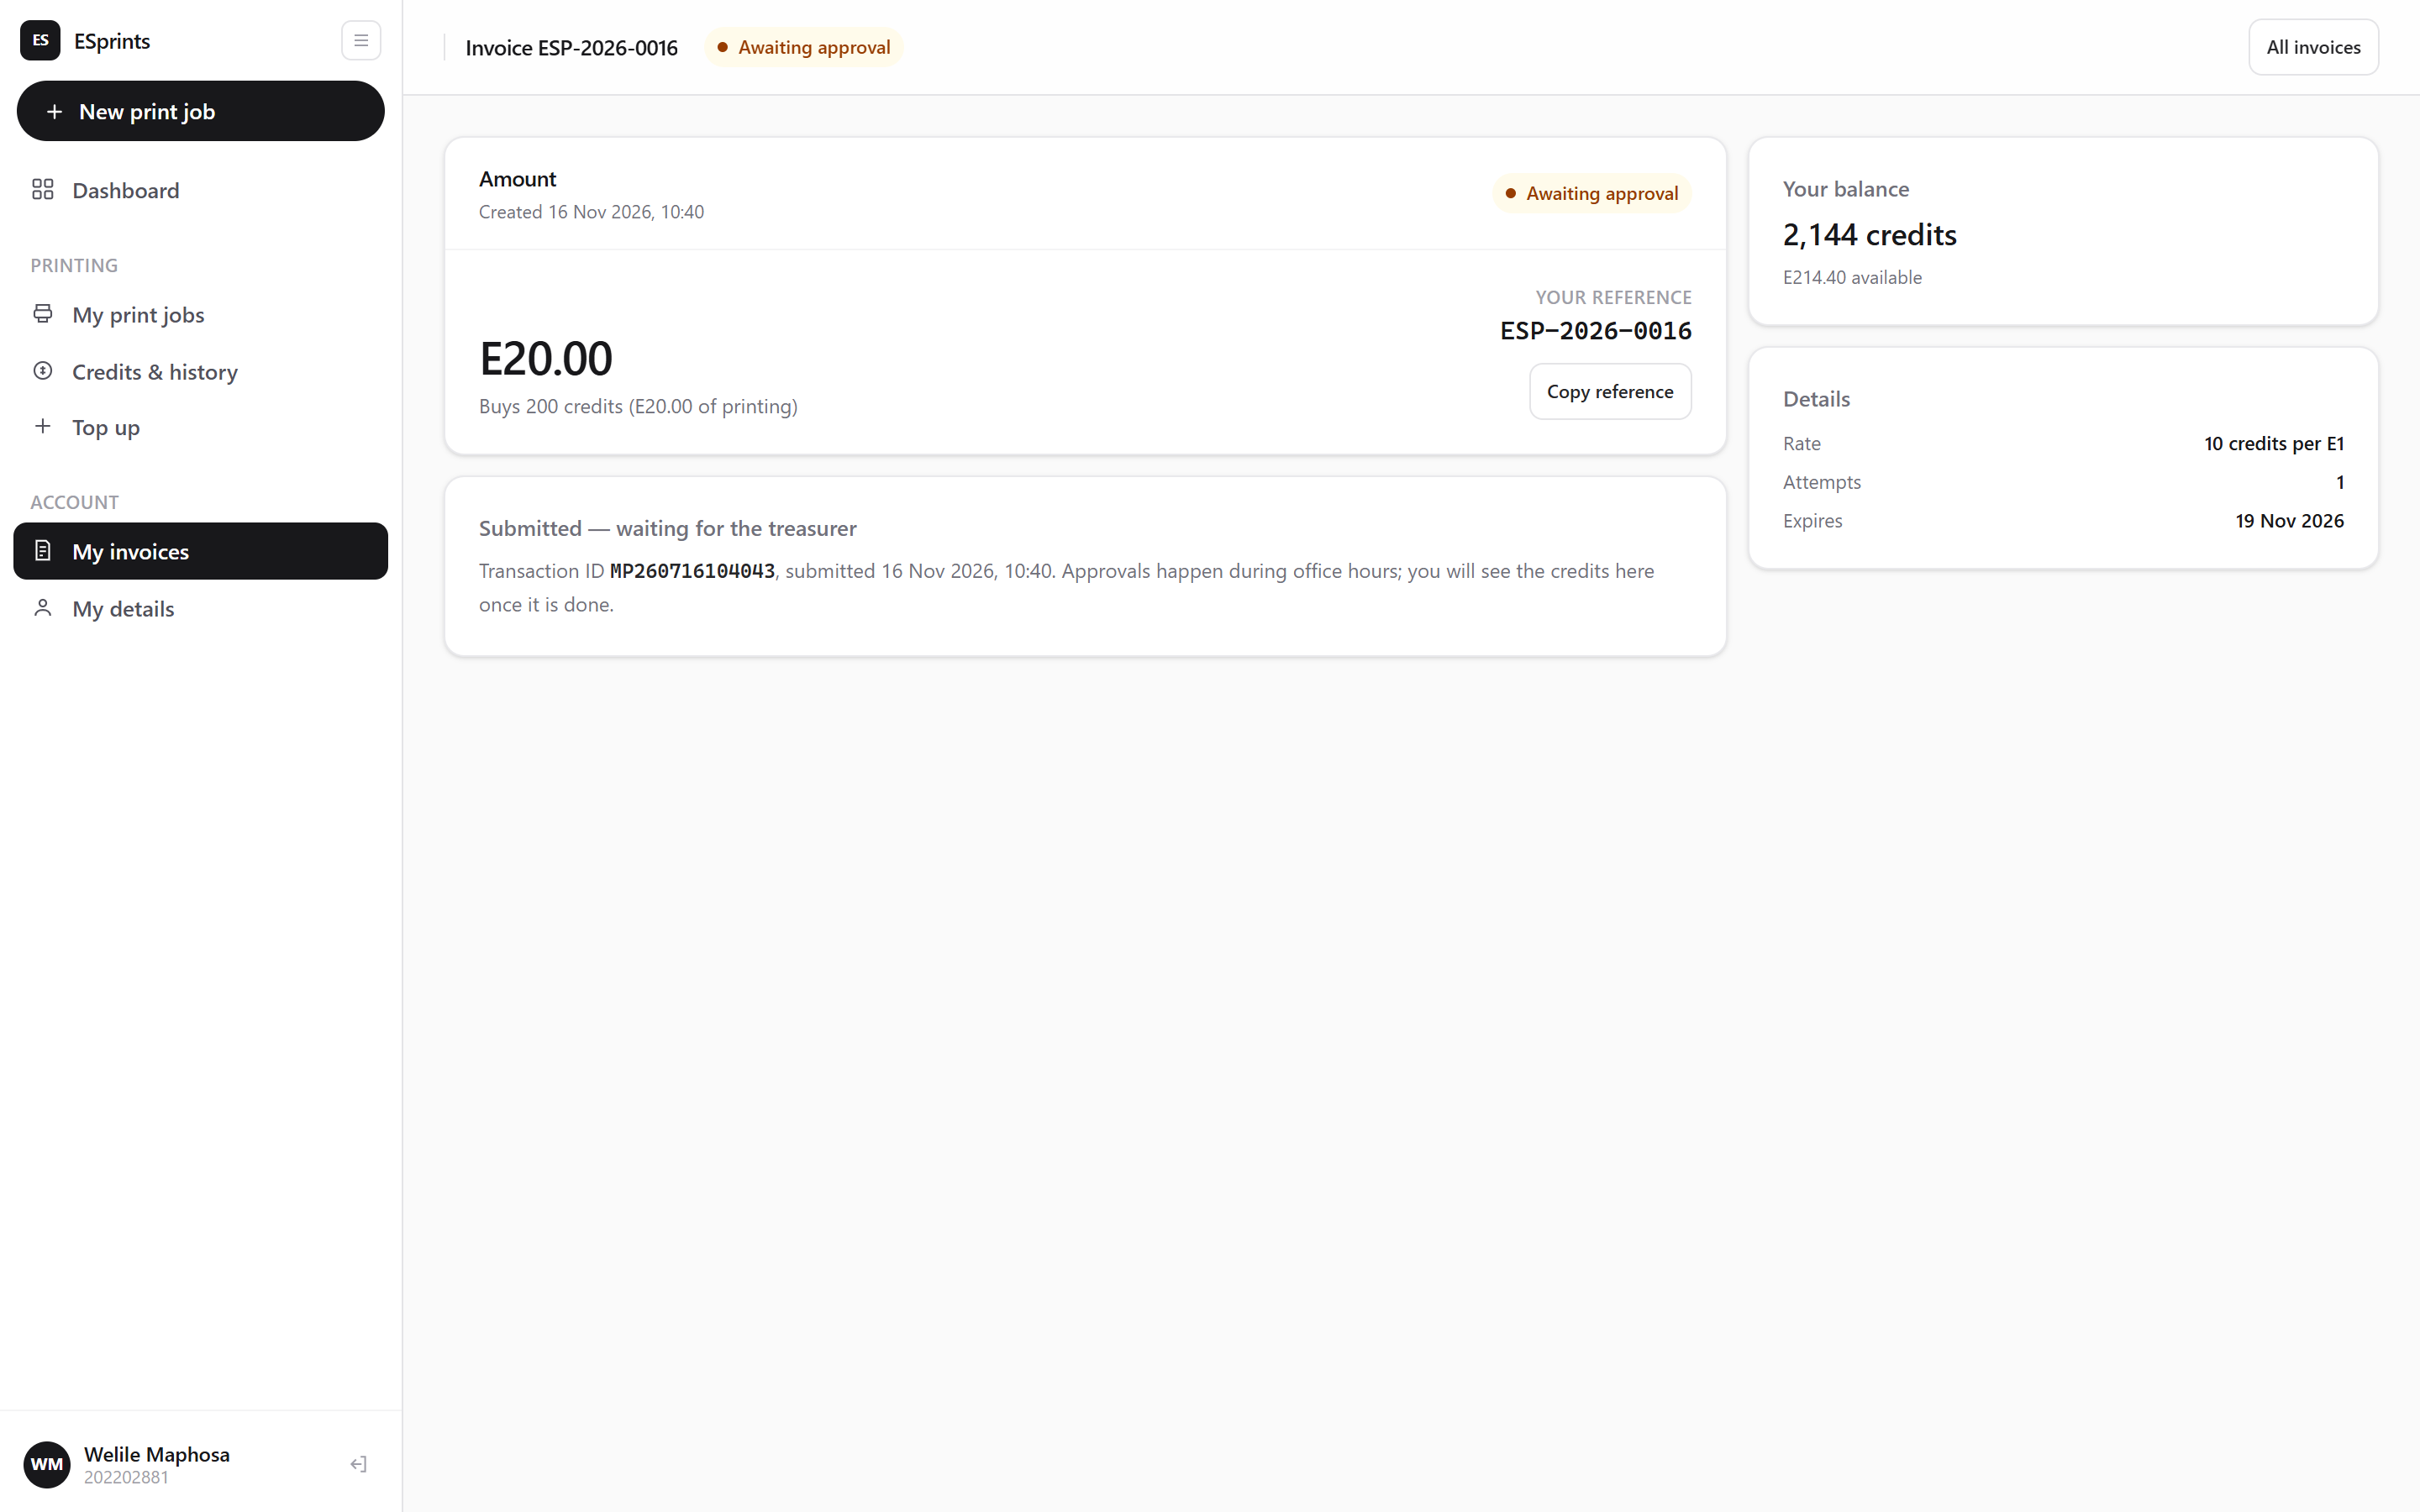 ES
ESprints
New print job
Dashboard
PRINTING
My print jobs
Credits & history
Top up
ACCOUNT
My invoices
My details
WM
Welile Maphosa
202202881
Invoice ESP-2026-0016
Awaiting approval
All invoices
Amount
Created 16 Nov 2026, 10:40
Awaiting approval
E20.00
Buys 200 credits (E20.00 of printing)
YOUR REFERENCE
ESP-2026-0016
Copy reference
Submitted — waiting for the treasurer
Transaction ID MP260716104043, submitted 16 Nov 2026, 10:40. Approvals happen during office hours; you will see the credits here
once it is done.
Your balance
2,144 credits
E214.40 available
Details
Rate 10 credits per E1
Attempts 1
Expires 19 Nov 2026